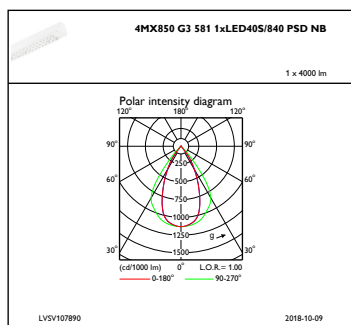 4MX850 G3 581 1xLED40S/840 PSD NB
1 x 4000 lm
Polar intensity diagram
120° 180° 120°
90° 90°
250
60° 500 60°
750
1000
1250
1500
30° 30°
(cd/1000 lm) 0° L.O.R.= 1.00
0-180° 90-270°
LVSV107890 2018-10-09